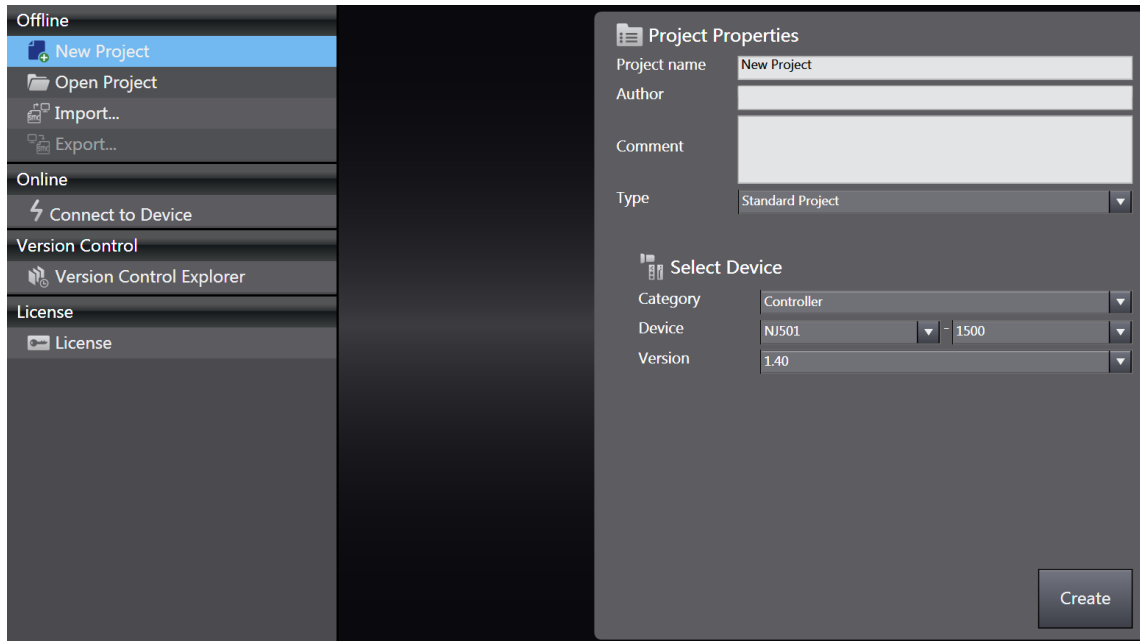 Offline
New Project
Open Project
Import...
Export...
Online
Connect to Device
Version Control
Version Control Explorer
License
License
Project Properties
Project name New Project
Author
Comment
Type Standard Project
Select Device
Category Controller
Device NJ501 - 1500
Version 1.40
Create